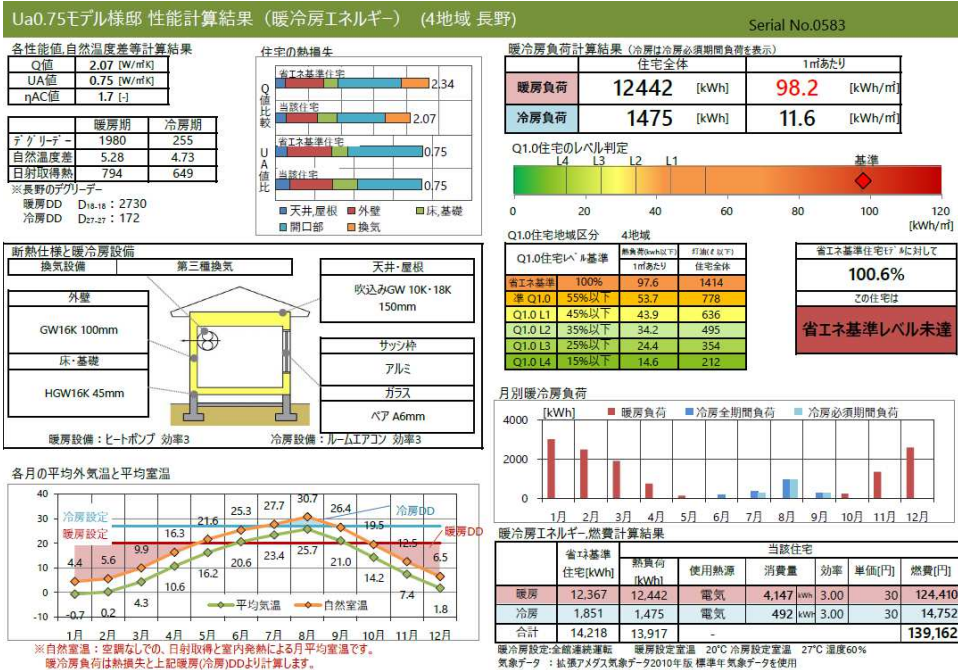 Ua0.75モデル様邸 性能計算結果（暖冷房エネルギー） (4地域 長野)
Serial No.0583
各性能値,自然温度差等計算結果
Q値 2.07 [W/㎡K]
UA値 0.75 [W/㎡K]
ηAC値 1.7 [-]
暖房期 冷房期
デグリーデー 1980 255
自然温度差 5.28 4.73
日射取得熱 794 649
※長野のデグリーデー
暖房DD D18-18：2730
冷房DD D27-27：172
住宅の熱損失
Q値比較
省エネ基準住宅 2.34
当該住宅 2.07
UA値比
省エネ基準住宅 0.75
当該住宅 0.75
天井,屋根 外壁 床,基礎
開口部 換気
暖冷房負荷計算結果（冷房は冷房必須期間負荷を表示）
住宅全体 1㎡あたり
暖房負荷 12442 [kWh] 98.2 [kWh/㎡]
冷房負荷 1475 [kWh] 11.6 [kWh/㎡]
Q1.0住宅のレベル判定
L4 L3 L2 L1 基準
0 20 40 60 80 100 120
[kWh/㎡]
断熱仕様と暖冷房設備
換気設備 第三種換気
外壁
GW16K 100mm
床・基礎
HGW16K 45mm
天井・屋根
吹込みGW 10K・18K
150mm
サッシ枠
アルミ
ガラス
ペア A6mm
暖房設備：ヒートポンプ 効率3 冷房設備：ルームエアコン 効率3
Q1.0住宅地域区分 4地域
Q1.0住宅レベル基準 熱負荷(kwh以下) 灯油(ℓ以下)
1㎡あたり 住宅全体
省エネ基準 100% 97.6 1414
準 Q1.0 55%以下 53.7 778
Q1.0 L1 45%以下 43.9 636
Q1.0 L2 35%以下 34.2 495
Q1.0 L3 25%以下 24.4 354
Q1.0 L4 15%以下 14.6 212
省エネ基準住宅モデルに対して
100.6%
この住宅は
省エネ基準レベル未達
月別暖冷房負荷
[kWh] 暖房負荷 冷房全期間負荷 冷房必須期間負荷
4000
2000
0
1月 2月 3月 4月 5月 6月 7月 8月 9月 10月 11月 12月
各月の平均外気温と平均室温
40
30
20
10
0
-10
冷房設定
暖房設定
冷房DD
暖房DD
4.4 5.6 9.9 16.3 21.6 25.3 27.7 30.7 26.4 19.5 12.5 6.5
-0.7 0.2 4.3 10.6 16.2 20.6 23.4 25.7 21.0 14.2 7.4 1.8
平均気温 自然室温
1月 2月 3月 4月 5月 6月 7月 8月 9月 10月 11月 12月
※自然室温：空調なしでの、日射取得と室内発熱による月平均室温です。
暖冷房負荷は熱損失と上記暖房(冷房)DDより計算します。
暖冷房エネルギー,燃費計算結果
省エネ基準住宅[kWh] 当該住宅
熱負荷[kWh] 使用熱源 消費量 効率 単価[円] 燃費[円]
暖房 12,367 12,442 電気 4,147 kWh 3.00 30 124,410
冷房 1,851 1,475 電気 492 kWh 3.00 30 14,752
合計 14,218 13,917 - 139,162
暖冷房設定:全館連続運転 暖房設定室温 20℃ 冷房設定室温 27℃ 湿度60%
気象データ：拡張アメダス気象データ2010年版 標準年気象データを使用